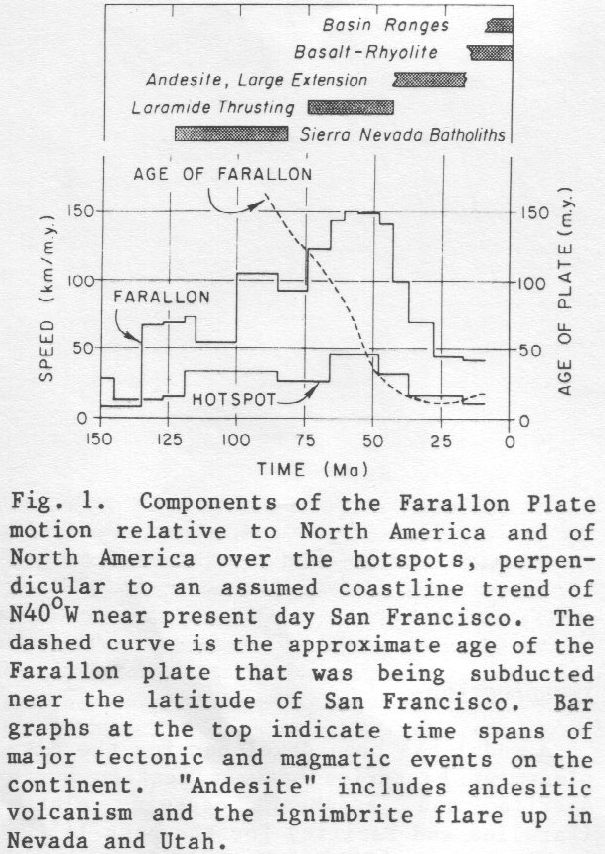 Basin Ranges
Basalt-Rhyolite
Andesite, Large Extension
Laramide Thrusting
Sierra Nevada Batholiths
AGE OF FARALLON
150
150
100
100
FARALLON
50
50
HOTSPOT
0
0
SPEED (km/m.y.)
AGE OF PLATE (m.y.)
150 125 100 75 50 25 0
TIME (Ma)
Fig. 1. Components of the Farallon Plate
motion relative to North America and of
North America over the hotspots, perpen-
dicular to an assumed coastline trend of
N40°W near present day San Francisco. The
dashed curve is the approximate age of the
Farallon plate that was being subducted
near the latitude of San Francisco. Bar
graphs at the top indicate time spans of
major tectonic and magmatic events on the
continent. "Andesite" includes andesitic
volcanism and the ignimbrite flare up in
Nevada and Utah.